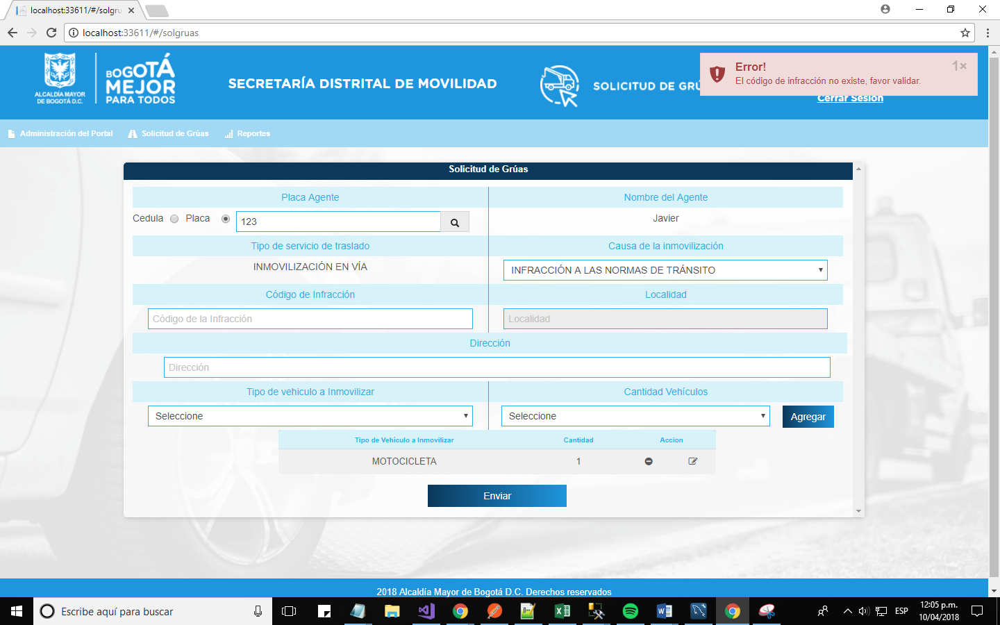 localhost:33611/#/solgru
localhost:33611/#/solgruas
ALCALDÍA MAYOR
DE BOGOTÁ D.C.
BOGOTÁ
MEJOR
PARA TODOS
SECRETARÍA DISTRITAL DE MOVILIDAD
SOLICITUD DE GRÚ
Error!
1×
El código de infracción no existe, favor validar.
Cerrar Sesión
Administración del Portal
Solicitud de Grúas
Reportes
Solicitud de Grúas
Placa Agente
Nombre del Agente
Cedula
Placa
123
Javier
Tipo de servicio de traslado
Causa de la inmovilización
INMOVILIZACIÓN EN VÍA
INFRACCIÓN A LAS NORMAS DE TRÁNSITO
Código de Infracción
Localidad
Código de la Infracción
Localidad
Dirección
Dirección
Tipo de vehiculo a Inmovilizar
Cantidad Vehículos
Seleccione
Seleccione
Agregar
Tipo de Vehículo a Inmovilizar
Cantidad
Accion
MOTOCICLETA
1
Enviar
2018 Alcaldía Mayor de Bogotá D.C. Derechos reservados
Escribe aquí para buscar
ESP
12:05 p.m.
10/04/2018